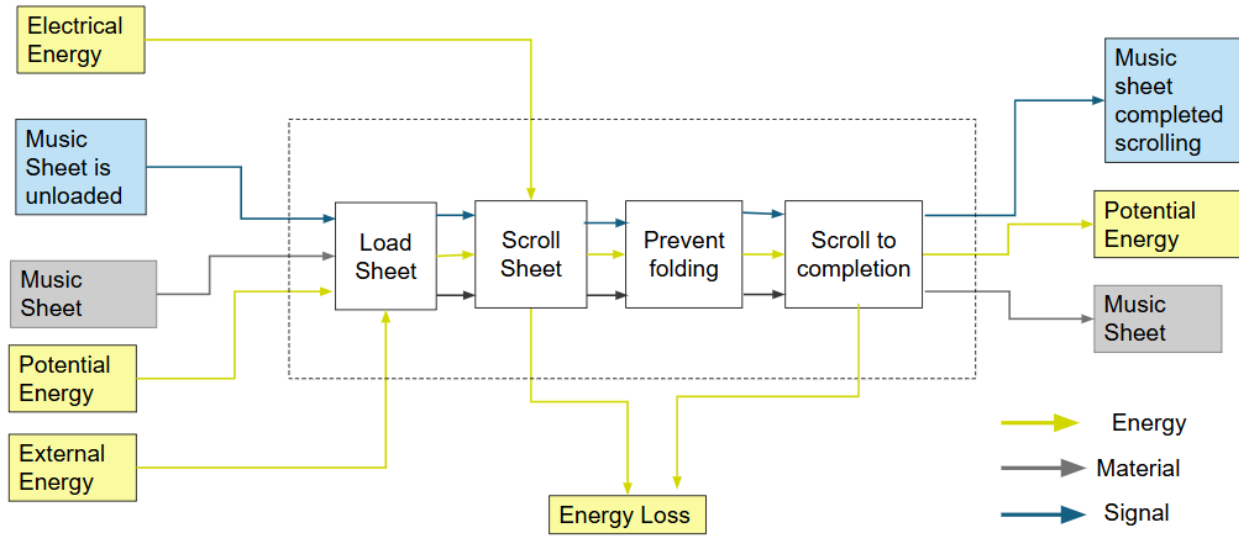 Electrical
Energy
Music
Sheet is
unloaded
Music
Sheet
Potential
Energy
External
Energy
Load
Sheet
Scroll
Sheet
Prevent
folding
Scroll to
completion
Energy Loss
Music
sheet
completed
scrolling
Potential
Energy
Music
Sheet
Energy
Material
Signal